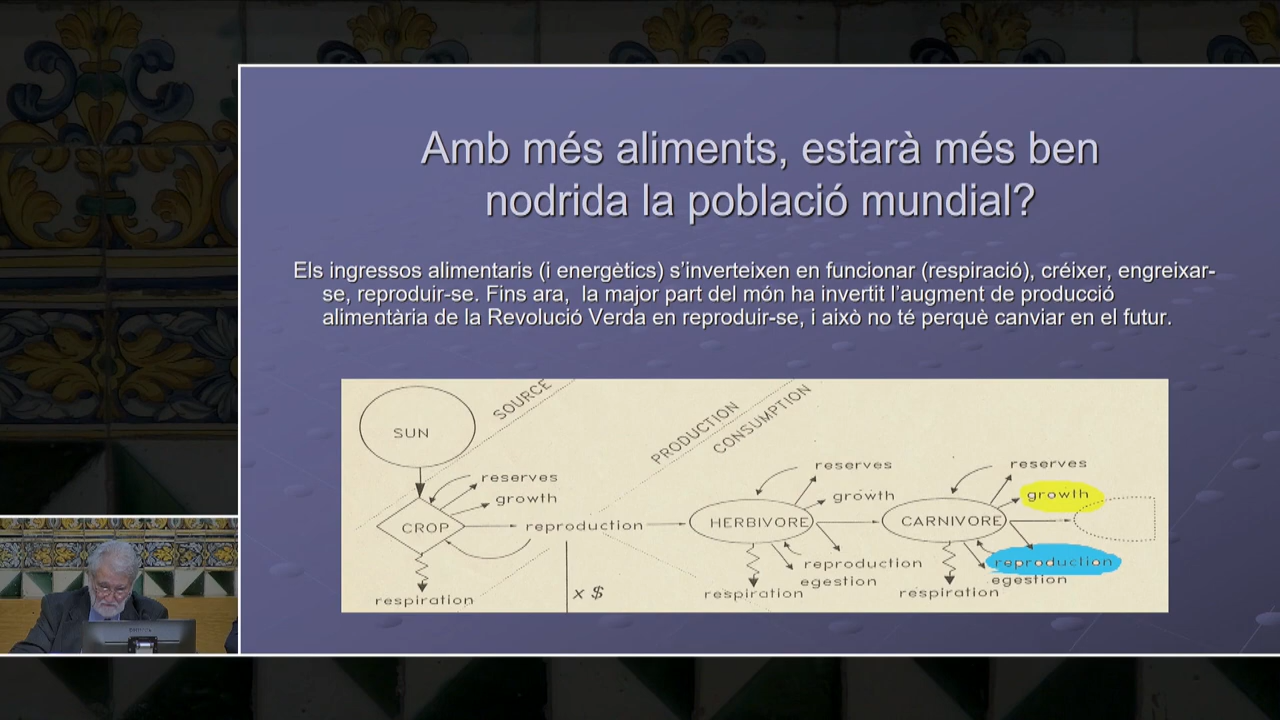 Amb més aliments, estarà més ben
nodrida la població mundial?
Els ingressos alimentaris (i energètics) s'inverteixen en funcionar (respiració), créixer, engreixar-
se, reproduir-se. Fins ara, la major part del món ha invertit l'augment de producció
alimentària de la Revolució Verda en reproduir-se, i això no té perquè canviar en el futur.
SUN
SOURCE
PRODUCTION
CONSUMPTION
reserves
growth
CROP
reproduction
respiration
x $
reserves
growth
HERBIVORE
reproduction
egestion
respiration
reserves
growth
CARNIVORE
reproduction
egestion
respiration